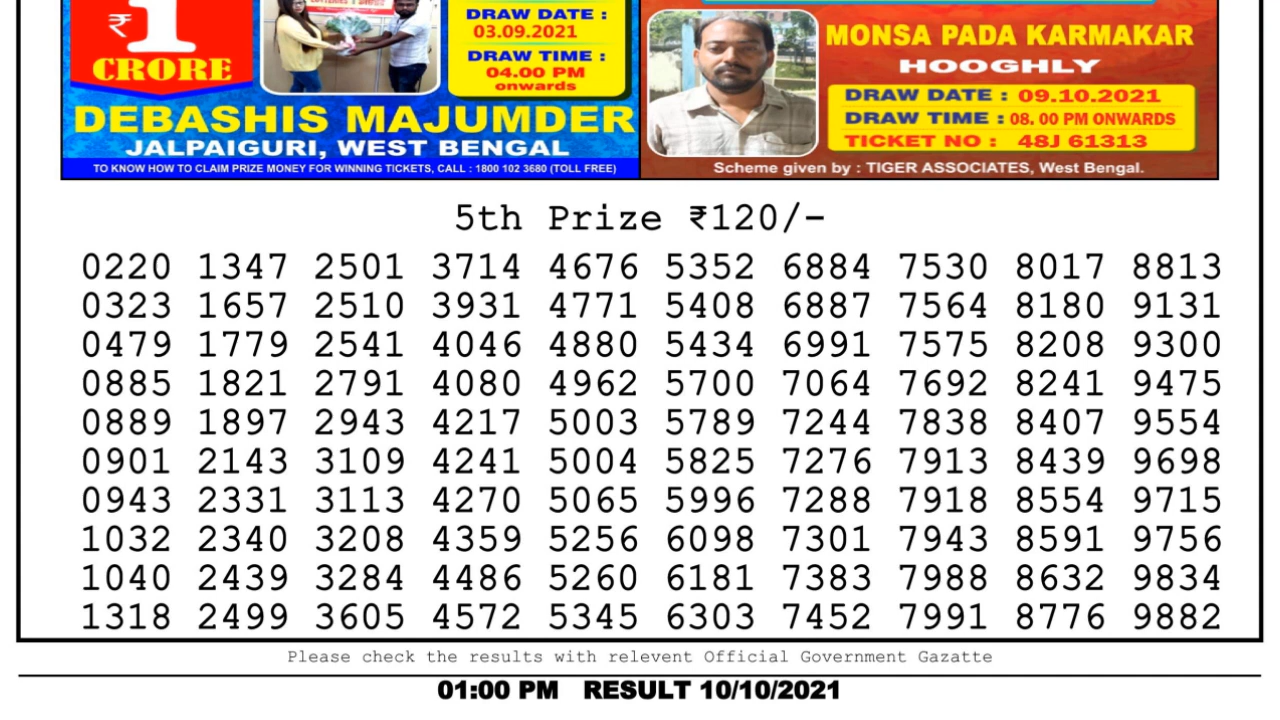 ₹1
CRORE
DRAW DATE :
03.09.2021
DRAW TIME :
04.00 PM
onwards
DEBASHIS MAJUMDER
JALPAIGURI, WEST BENGAL
TO KNOW HOW TO CLAIM PRIZE MONEY FOR WINNING TICKETS, CALL : 1800 102 3680 (TOLL FREE)
MONSA PADA KARMAKAR
HOOGHLY
DRAW DATE : 09.10.2021
DRAW TIME : 08. 00 PM ONWARDS
TICKET NO : 48J 61313
Scheme given by : TIGER ASSOCIATES, West Bengal.
5th Prize ₹120/-
0220 1347 2501 3714 4676 5352 6884 7530 8017 8813
0323 1657 2510 3931 4771 5408 6887 7564 8180 9131
0479 1779 2541 4046 4880 5434 6991 7575 8208 9300
0885 1821 2791 4080 4962 5700 7064 7692 8241 9475
0889 1897 2943 4217 5003 5789 7244 7838 8407 9554
0901 2143 3109 4241 5004 5825 7276 7913 8439 9698
0943 2331 3113 4270 5065 5996 7288 7918 8554 9715
1032 2340 3208 4359 5256 6098 7301 7943 8591 9756
1040 2439 3284 4486 5260 6181 7383 7988 8632 9834
1318 2499 3605 4572 5345 6303 7452 7991 8776 9882
Please check the results with relevent Official Government Gazatte
01:00 PM RESULT 10/10/2021